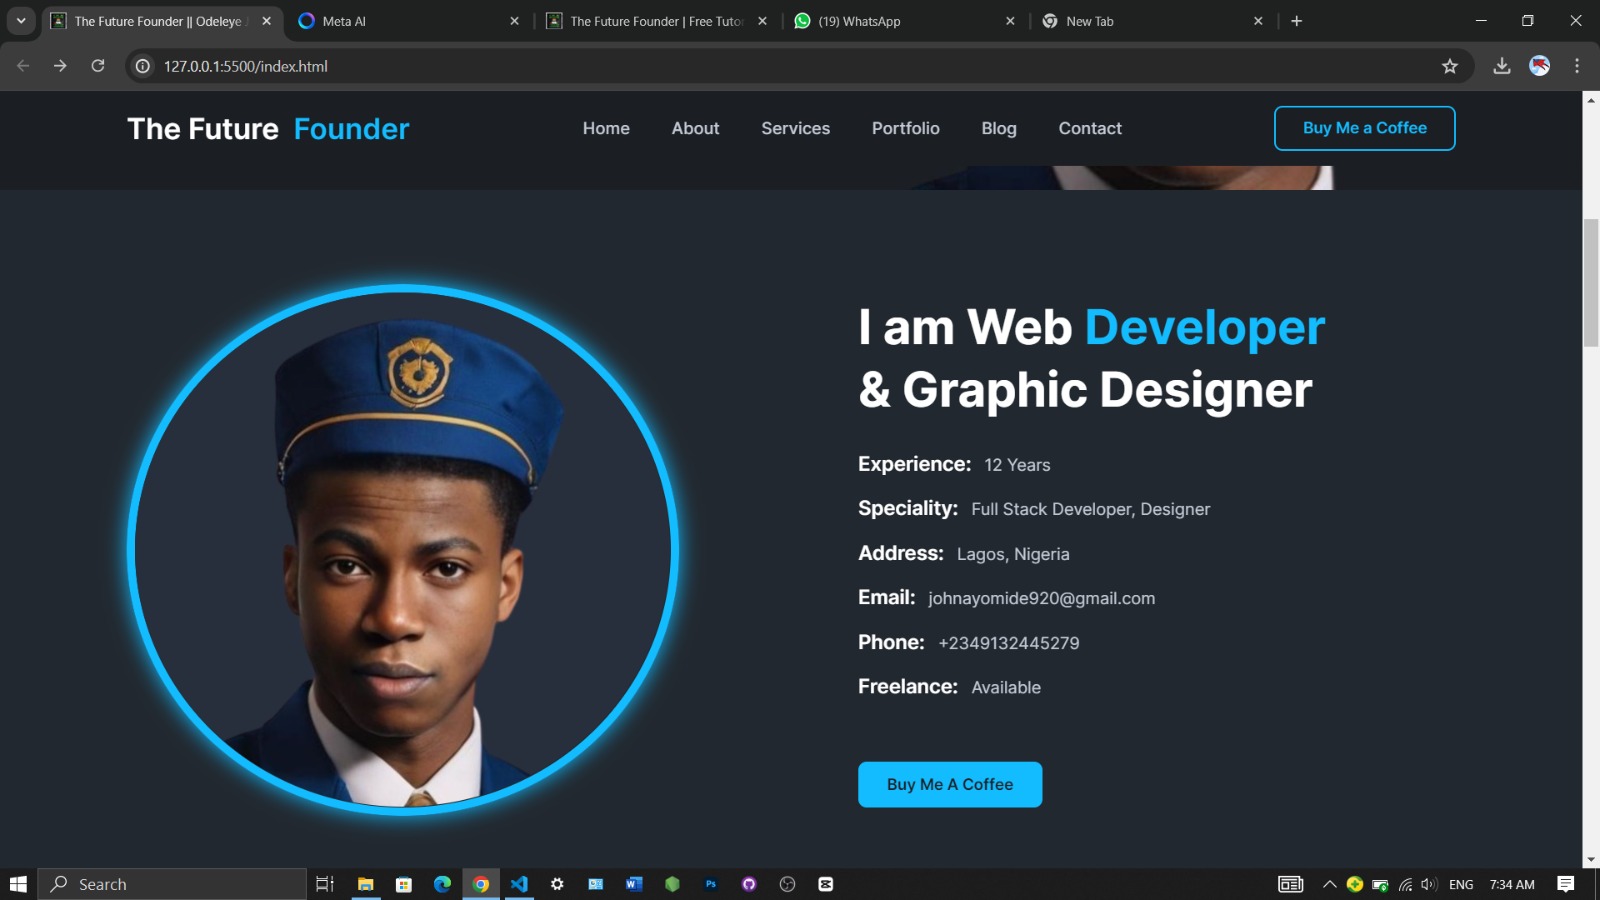 The Future Founder || Odeleye
Meta AI
The Future Founder | Free Tutor
(19) WhatsApp
New Tab
127.0.0.1:5500/index.html
The Future Founder
Home
About
Services
Portfolio
Blog
Contact
Buy Me a Coffee
I am Web Developer
& Graphic Designer
Experience: 12 Years
Speciality: Full Stack Developer, Designer
Address: Lagos, Nigeria
Email: johnayomide920@gmail.com
Phone: +2349132445279
Freelance: Available
Buy Me A Coffee
Search
ENG
7:34 AM